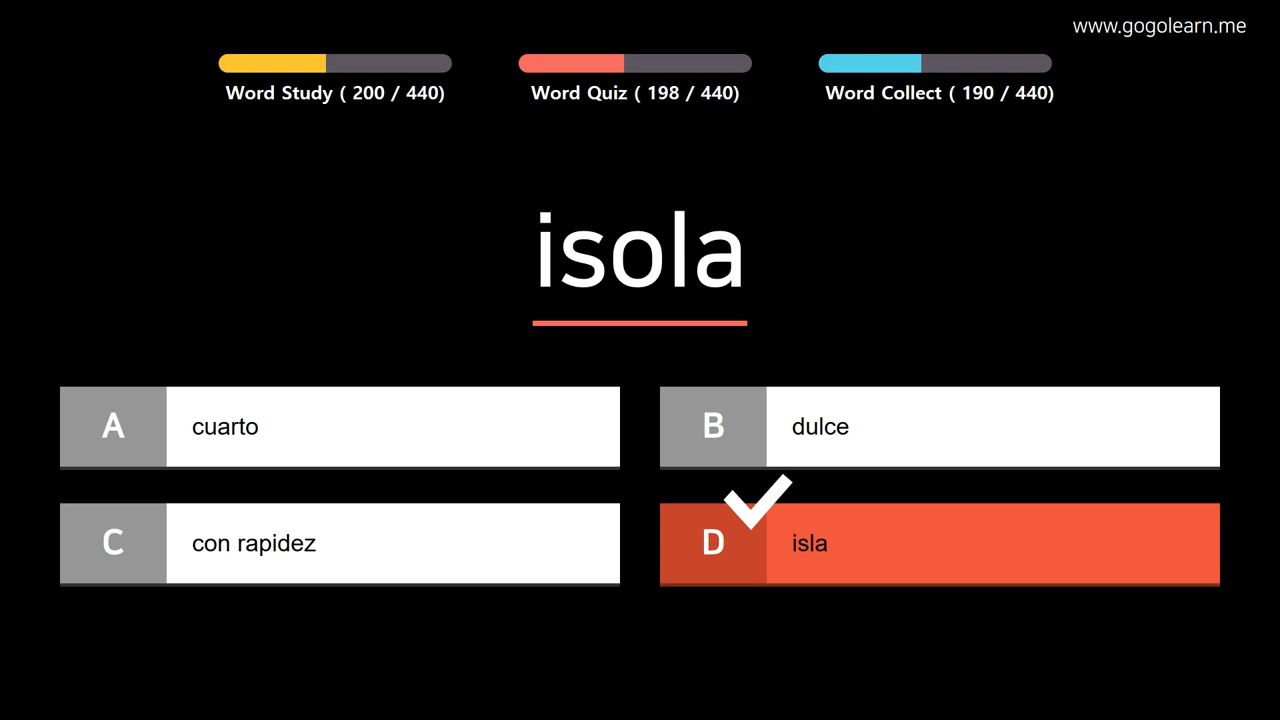 www.gogolearn.me
Word Study ( 200 / 440)
Word Quiz ( 198 / 440)
Word Collect ( 190 / 440)
isola
A cuarto
B dulce
C con rapidez
D isla